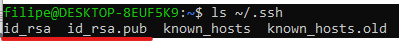 filipe@DESKTOP-8EUF5K9:~$ ls ~/.ssh
id_rsa  id_rsa.pub  known_hosts  known_hosts.old